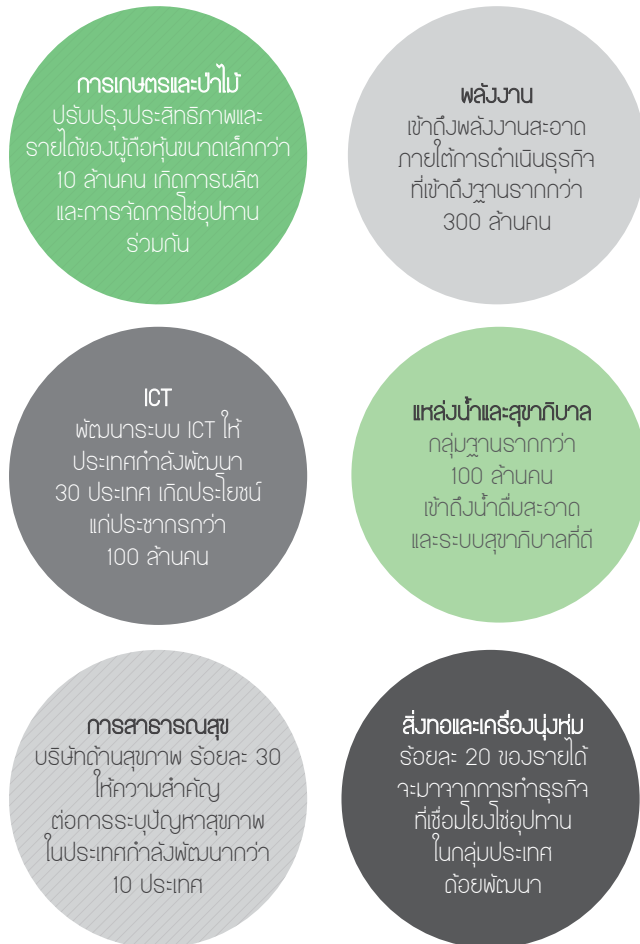 การเกษตรและป่าไม้
ปรับปรุงประสิทธิภาพและ
รายได้ของผู้ถือหุ้นขนาดเล็กกว่า
10 ล้านคน เกิดการผลิต
และการจัดการโซ่อุปทาน
ร่วมกัน
พลังงาน
เข้าถึงพลังงานสะอาด
ภายใต้การดำเนินธุรกิจ
ที่เข้าถึงฐานรากกว่า
300 ล้านคน
ICT
พัฒนาระบบ ICT ให้
ประเทศกำลังพัฒนา
30 ประเทศ เกิดประโยชน์
แก่ประชากรกว่า
100 ล้านคน
แหล่งน้ำและสุขาภิบาล
กลุ่มฐานรากกว่า
100 ล้านคน
เข้าถึงน้ำดื่มสะอาด
และระบบสุขาภิบาลที่ดี
การสาธารณสุข
บริษัทด้านสุขภาพ ร้อยละ 30
ให้ความสำคัญ
ต่อการระบุปัญหาสุขภาพ
ในประเทศกำลังพัฒนากว่า
10 ประเทศ
สิ่งทอและเครื่องนุ่งห่ม
ร้อยละ 20 ของรายได้
จะมาจากการทำธุรกิจ
ที่เชื่อมโยงโซ่อุปทาน
ในกลุ่มประเทศ
ด้อยพัฒนา